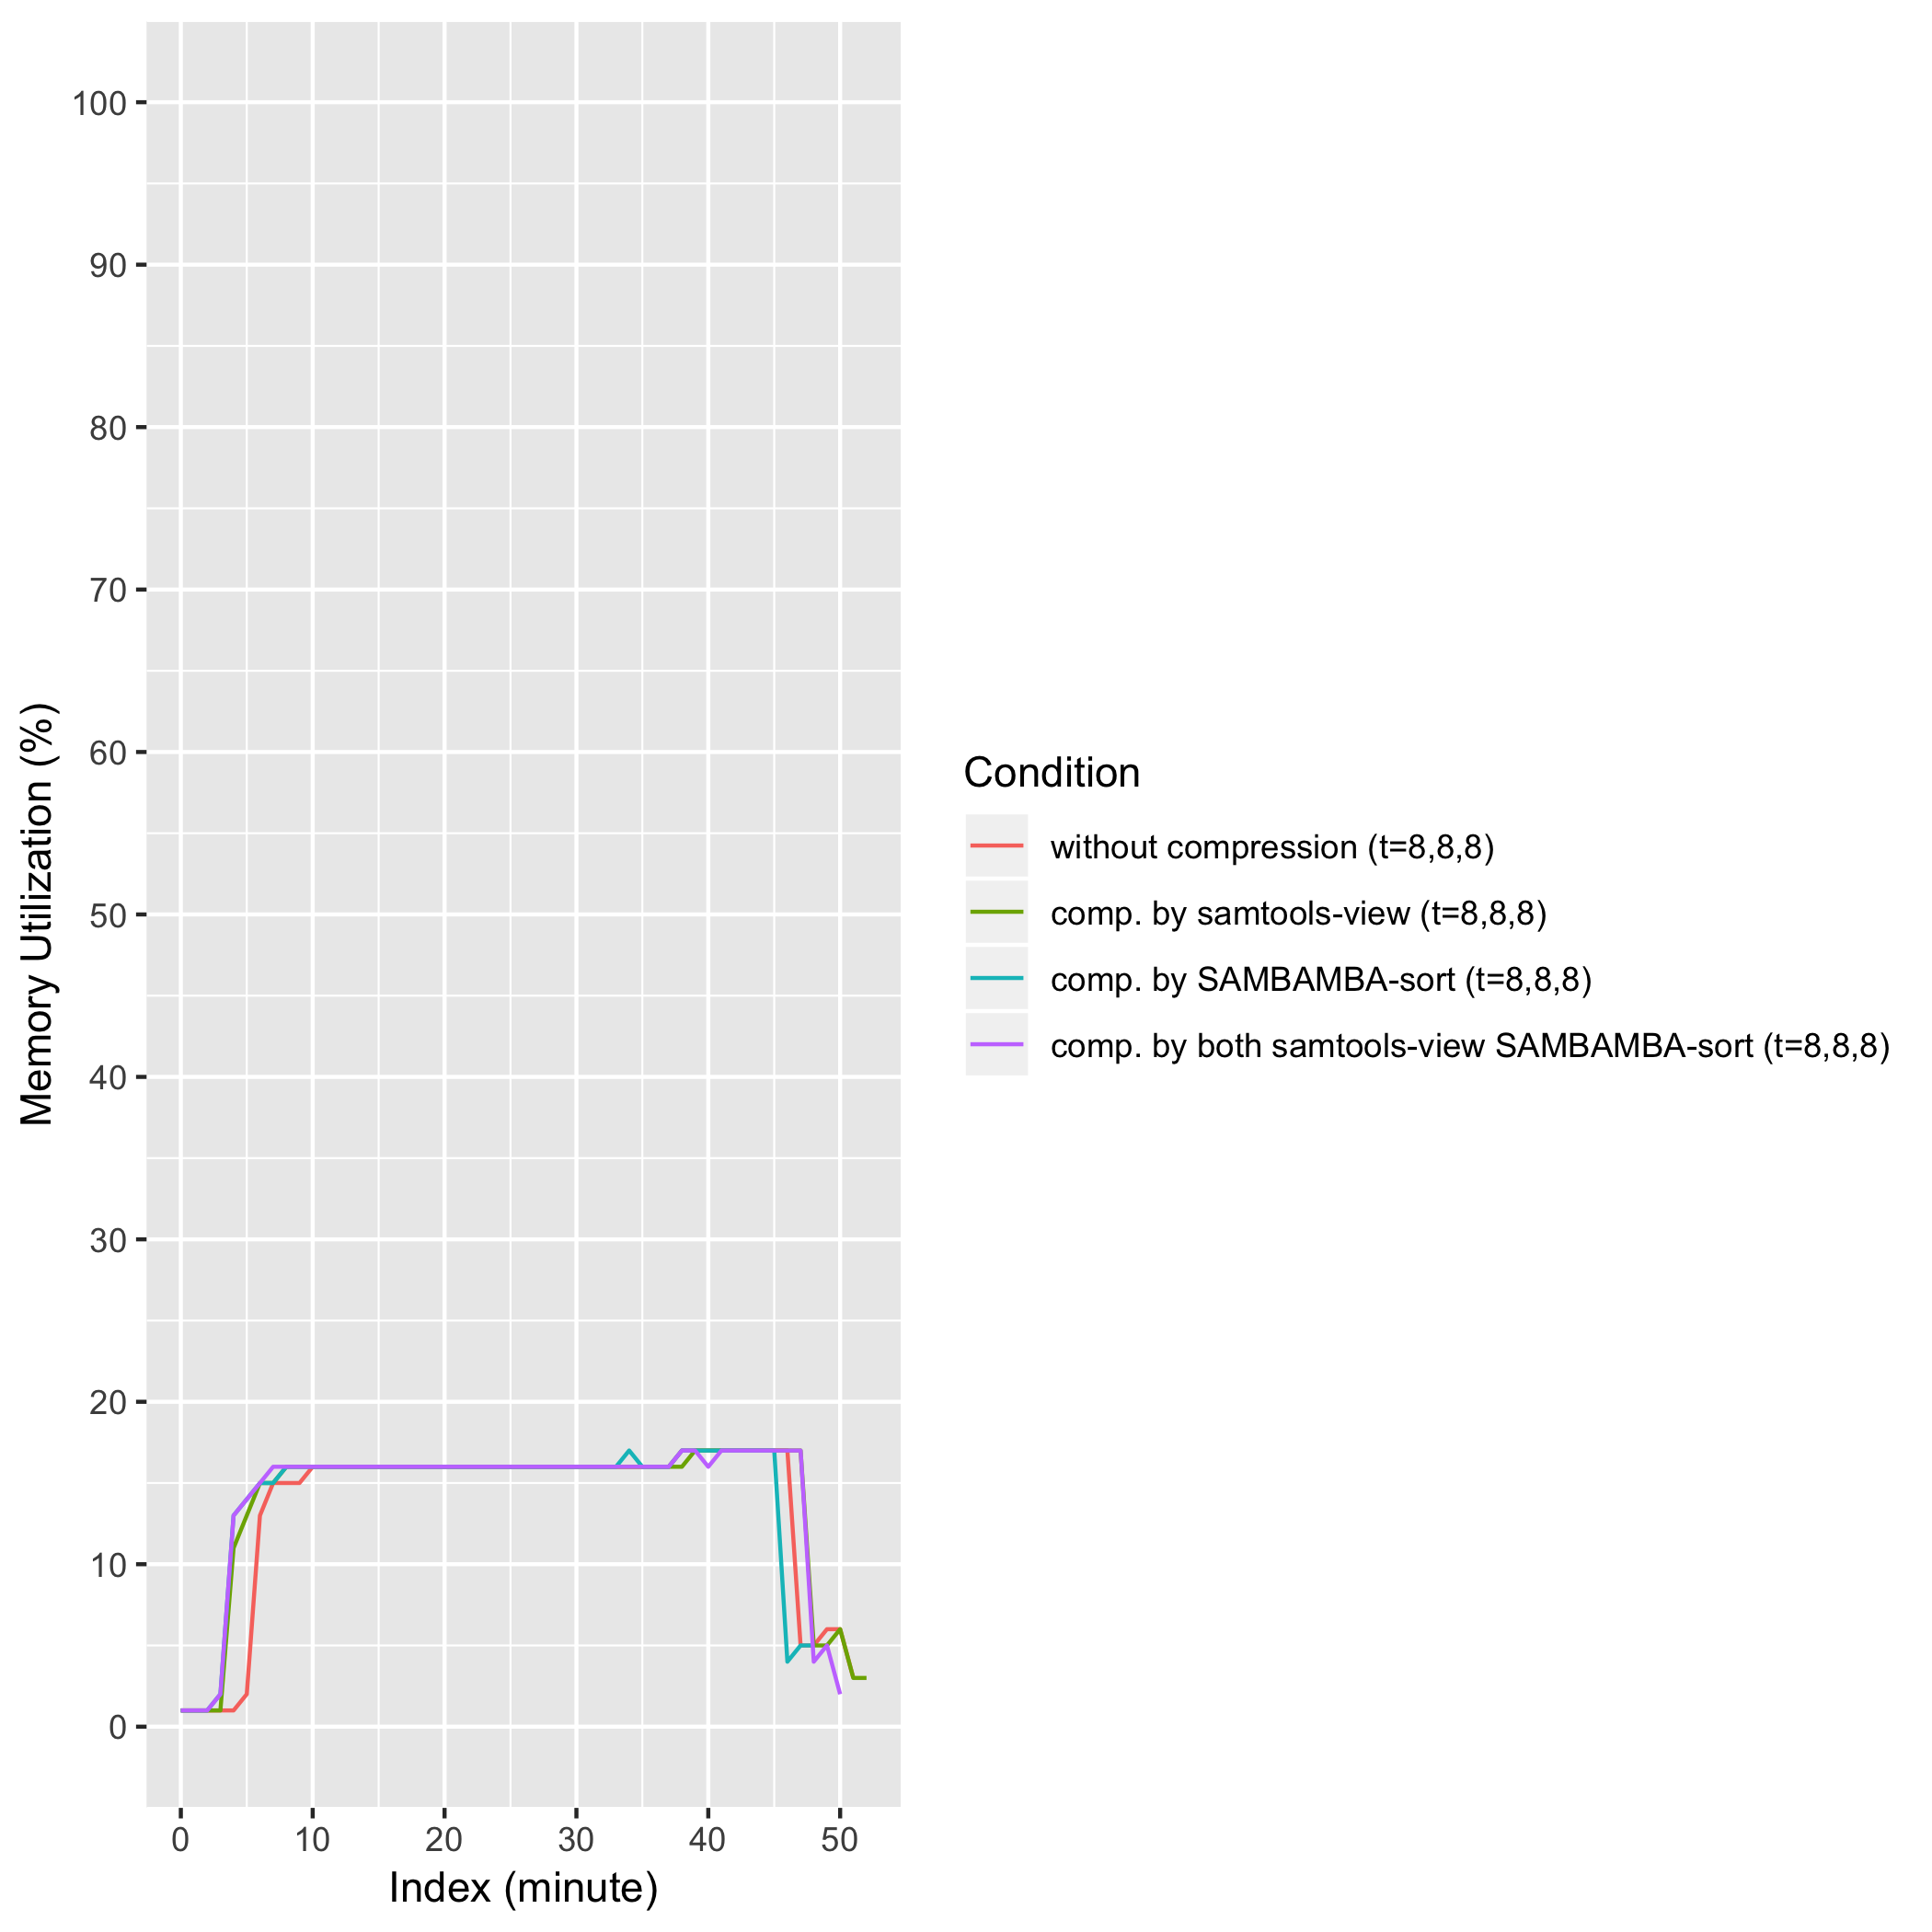 100
90
80
70
60
50
40
30
20
10
0
Memory Utilization (%)
0 10 20 30 40 50
Index (minute)
Condition
without compression (t=8,8,8)
comp. by samtools-view (t=8,8,8)
comp. by SAMBAMBA-sort (t=8,8,8)
comp. by both samtools-view SAMBAMBA-sort (t=8,8,8)